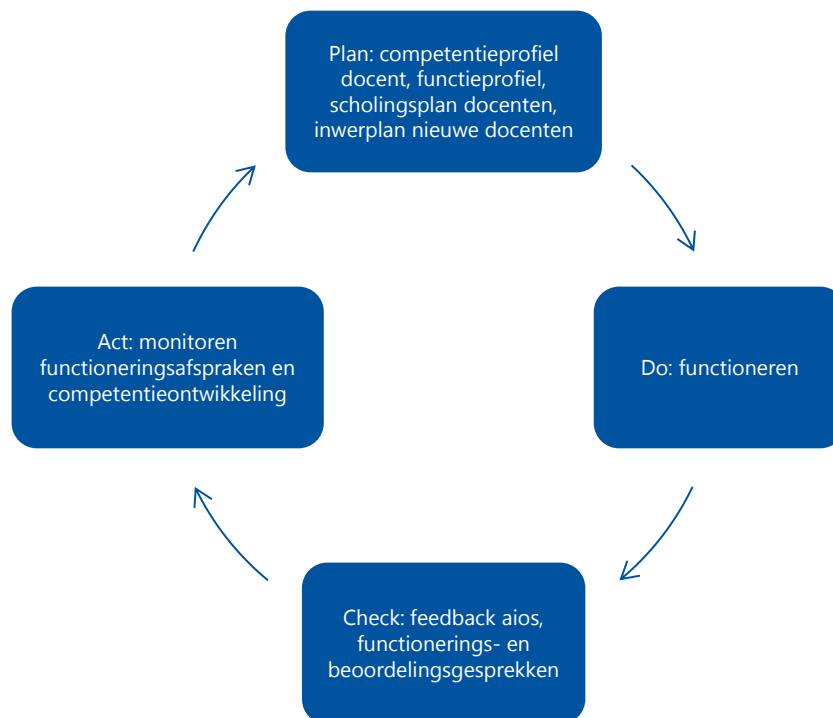 Plan: competentieprofiel
docent, functieprofiel,
scholingsplan docenten,
inwerplan nieuwe docenten
Act: monitoren
functioneringsafspraken en
competentieontwikkeling
Do: functioneren
Check: feedback aios,
functionerings- en
beoordelingsgesprekken